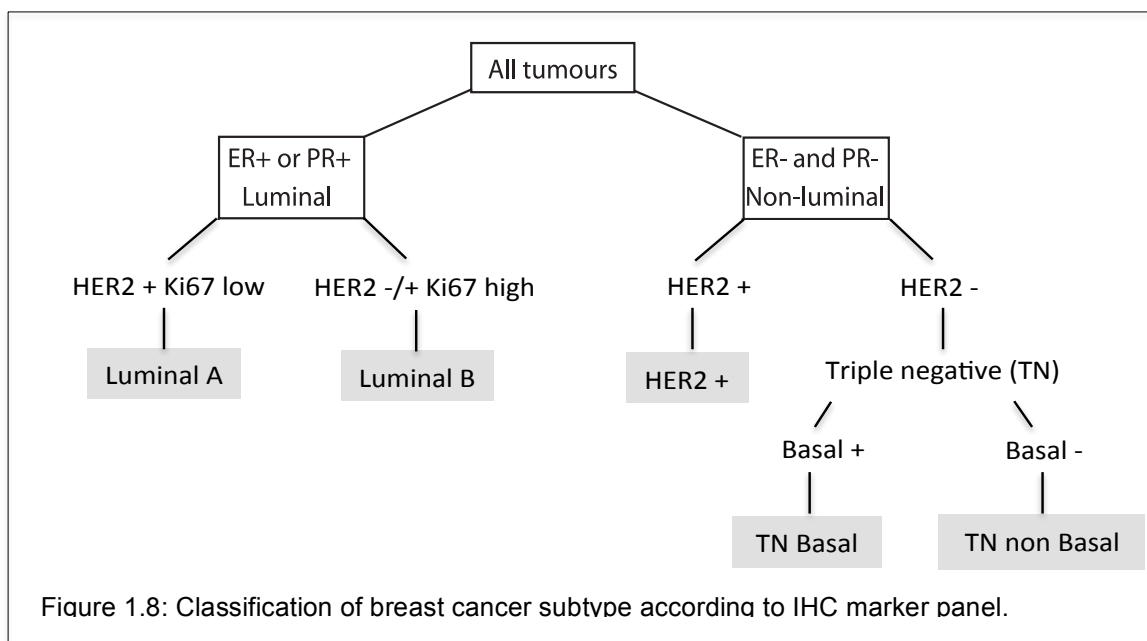 All tumours
ER+ or PR+
Luminal
ER- and PR-
Non-luminal
HER2 + Ki67 low
HER2 -/+ Ki67 high
HER2 +
HER2 -
Luminal A
Luminal B
HER2 +
Triple negative (TN)
Basal +
Basal -
TN Basal
TN non Basal
Figure 1.8: Classification of breast cancer subtype according to IHC marker panel.